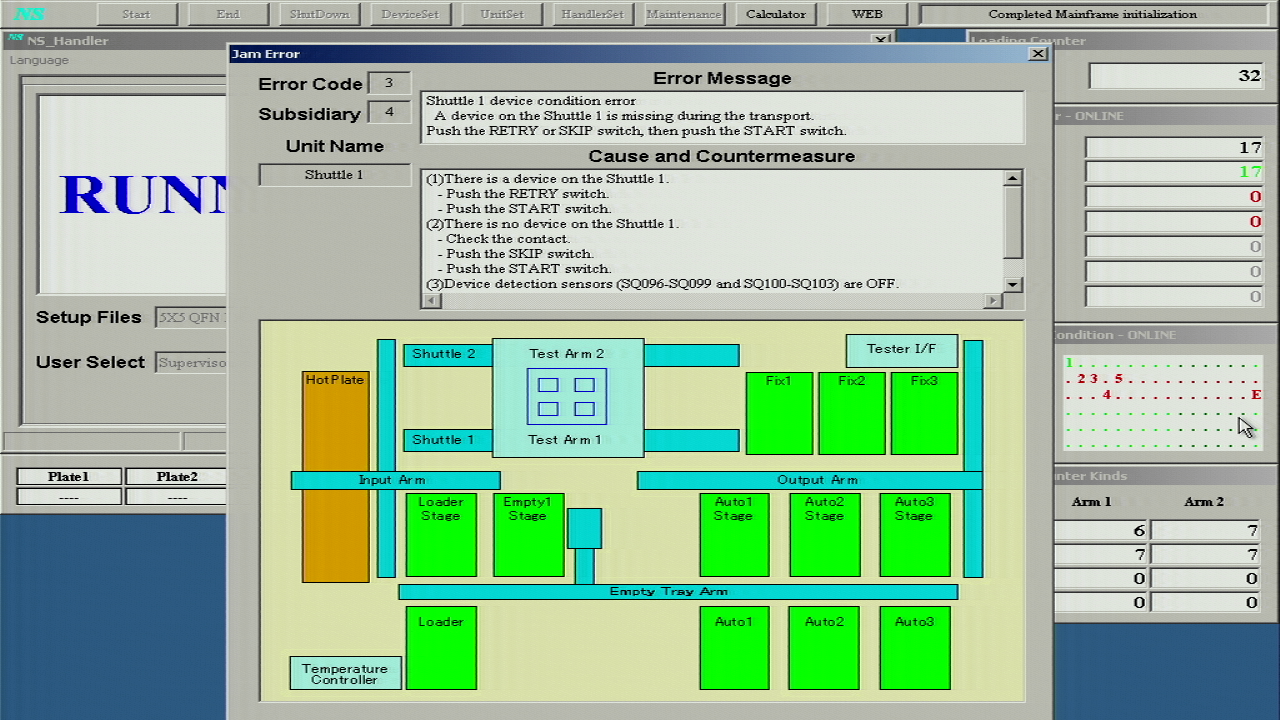 NS Start End ShutDown DeviceSet UnitSet HandlerSet Maintenance Calculator WEB Completed Mainframe initialization
NS NS_Handler
Language
RUNN
Setup Files 5X5 QFN
User Select Superviso
Plate1 Plate2
---- ----
Jam Error
Error Code 3
Subsidiary 4
Unit Name
Shuttle 1
Error Message
Shuttle 1 device condition error
A device on the Shuttle 1 is missing during the transport.
Push the RETRY or SKIP switch, then push the START switch.
Cause and Countermeasure
(1)There is a device on the Shuttle 1.
- Push the RETRY switch.
- Push the START switch.
(2)There is no device on the Shuttle 1.
- Check the contact.
- Push the SKIP switch.
- Push the START switch.
(3)Device detection sensors (SQ096-SQ099 and SQ100-SQ103) are OFF.
Shuttle 2 Test Arm 2 Tester I/F
HotPlate Fix1 Fix2 Fix3
Shuttle 1 Test Arm 1
Input Arm Output Arm
Loader Stage Empty1 Stage Auto1 Stage Auto2 Stage Auto3 Stage
Empty Tray Arm
Loader Auto1 Auto2 Auto3
Temperature
Controller
Loading Counter
32
r - ONLINE
17
17
0
0
0
0
0
ondition - ONLINE
1 . . . . . . . . . . . . . . .
. 2 3 . 5 . . . . . . . . . . .
. . . 4 . . . . . . . . . . . E
unter Kinds
Arm 1 Arm 2
6 7
7 7
0 0
0 0